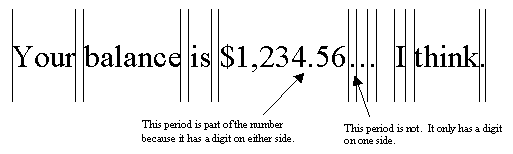 Your balance is $1,234.56... I think.
This period is part of the number
because it has a digit on either side.
This period is not. It only has a digit
on one side.